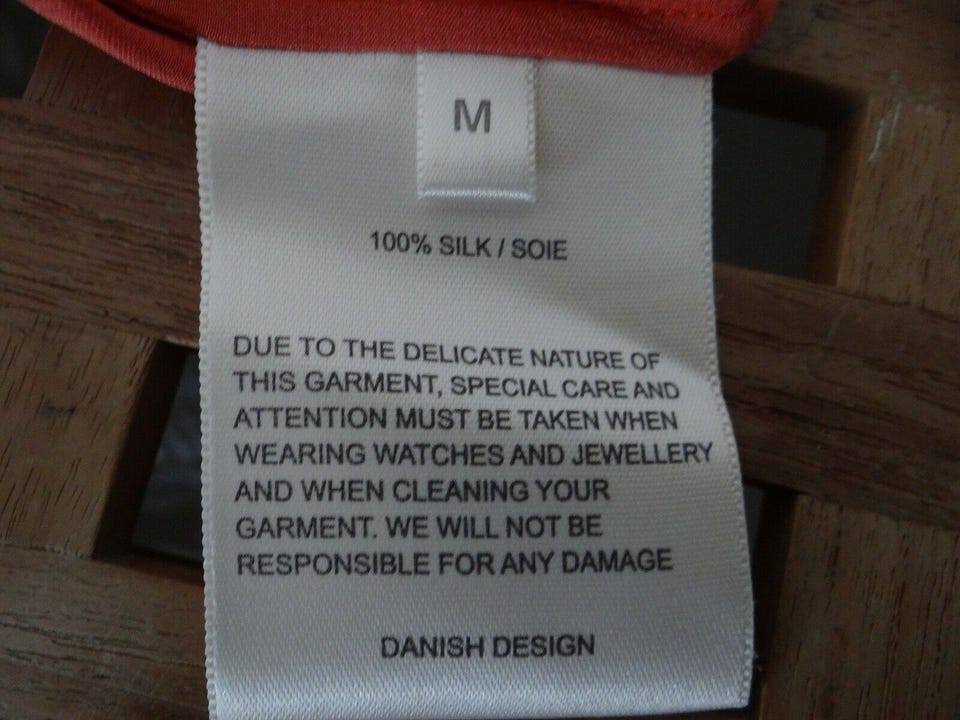 M
100% SILK / SOIE
DUE TO THE DELICATE NATURE OF
THIS GARMENT, SPECIAL CARE AND
ATTENTION MUST BE TAKEN WHEN
WEARING WATCHES AND JEWELLERY
AND WHEN CLEANING YOUR
GARMENT. WE WILL NOT BE
RESPONSIBLE FOR ANY DAMAGE
DANISH DESIGN